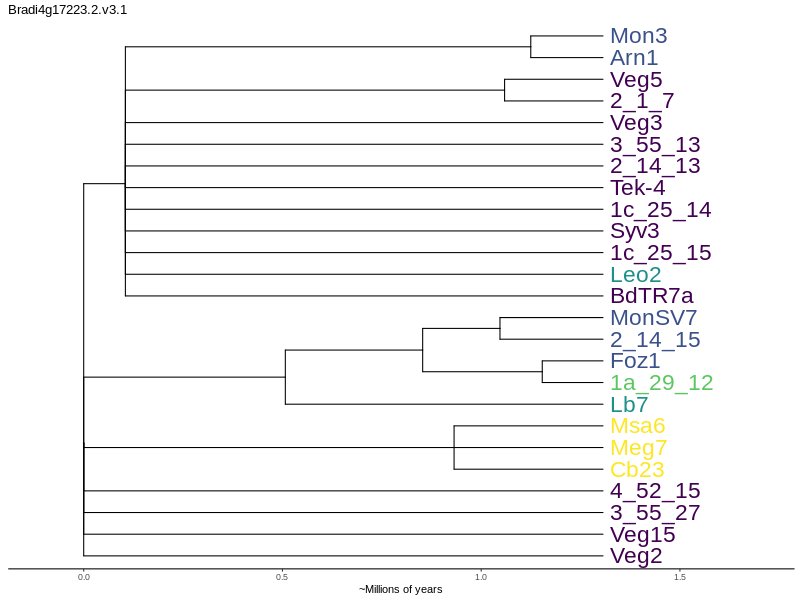 Bradi4g17223.2.v3.1
Mon3
Arn1
Veg5
2_1_7
Veg3
3_55_13
2_14_13
Tek-4
1c_25_14
Syv3
1c_25_15
Leo2
BdTR7a
MonSV7
2_14_15
Foz1
1a_29_12
Lb7
Msa6
Meg7
Cb23
4_52_15
3_55_27
Veg15
Veg2
0.0 0.5 1.0 1.5
~Millions of years